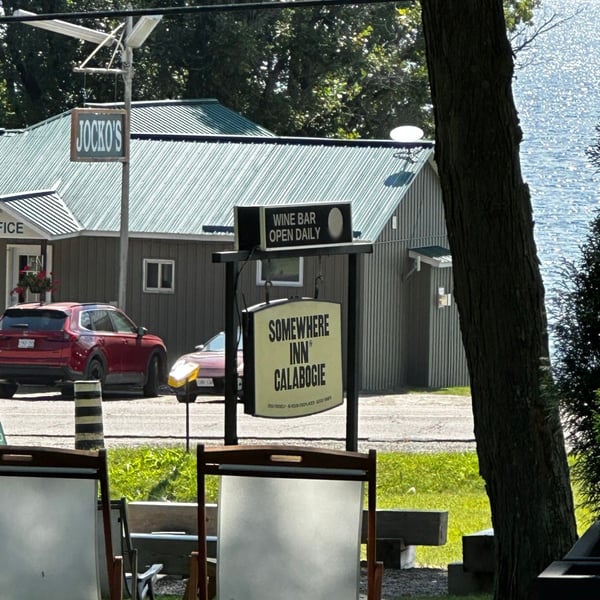 JOCKO'S
FICE
WINE BAR
OPEN DAILY
SOMEWHERE
INN
CALABOGIE